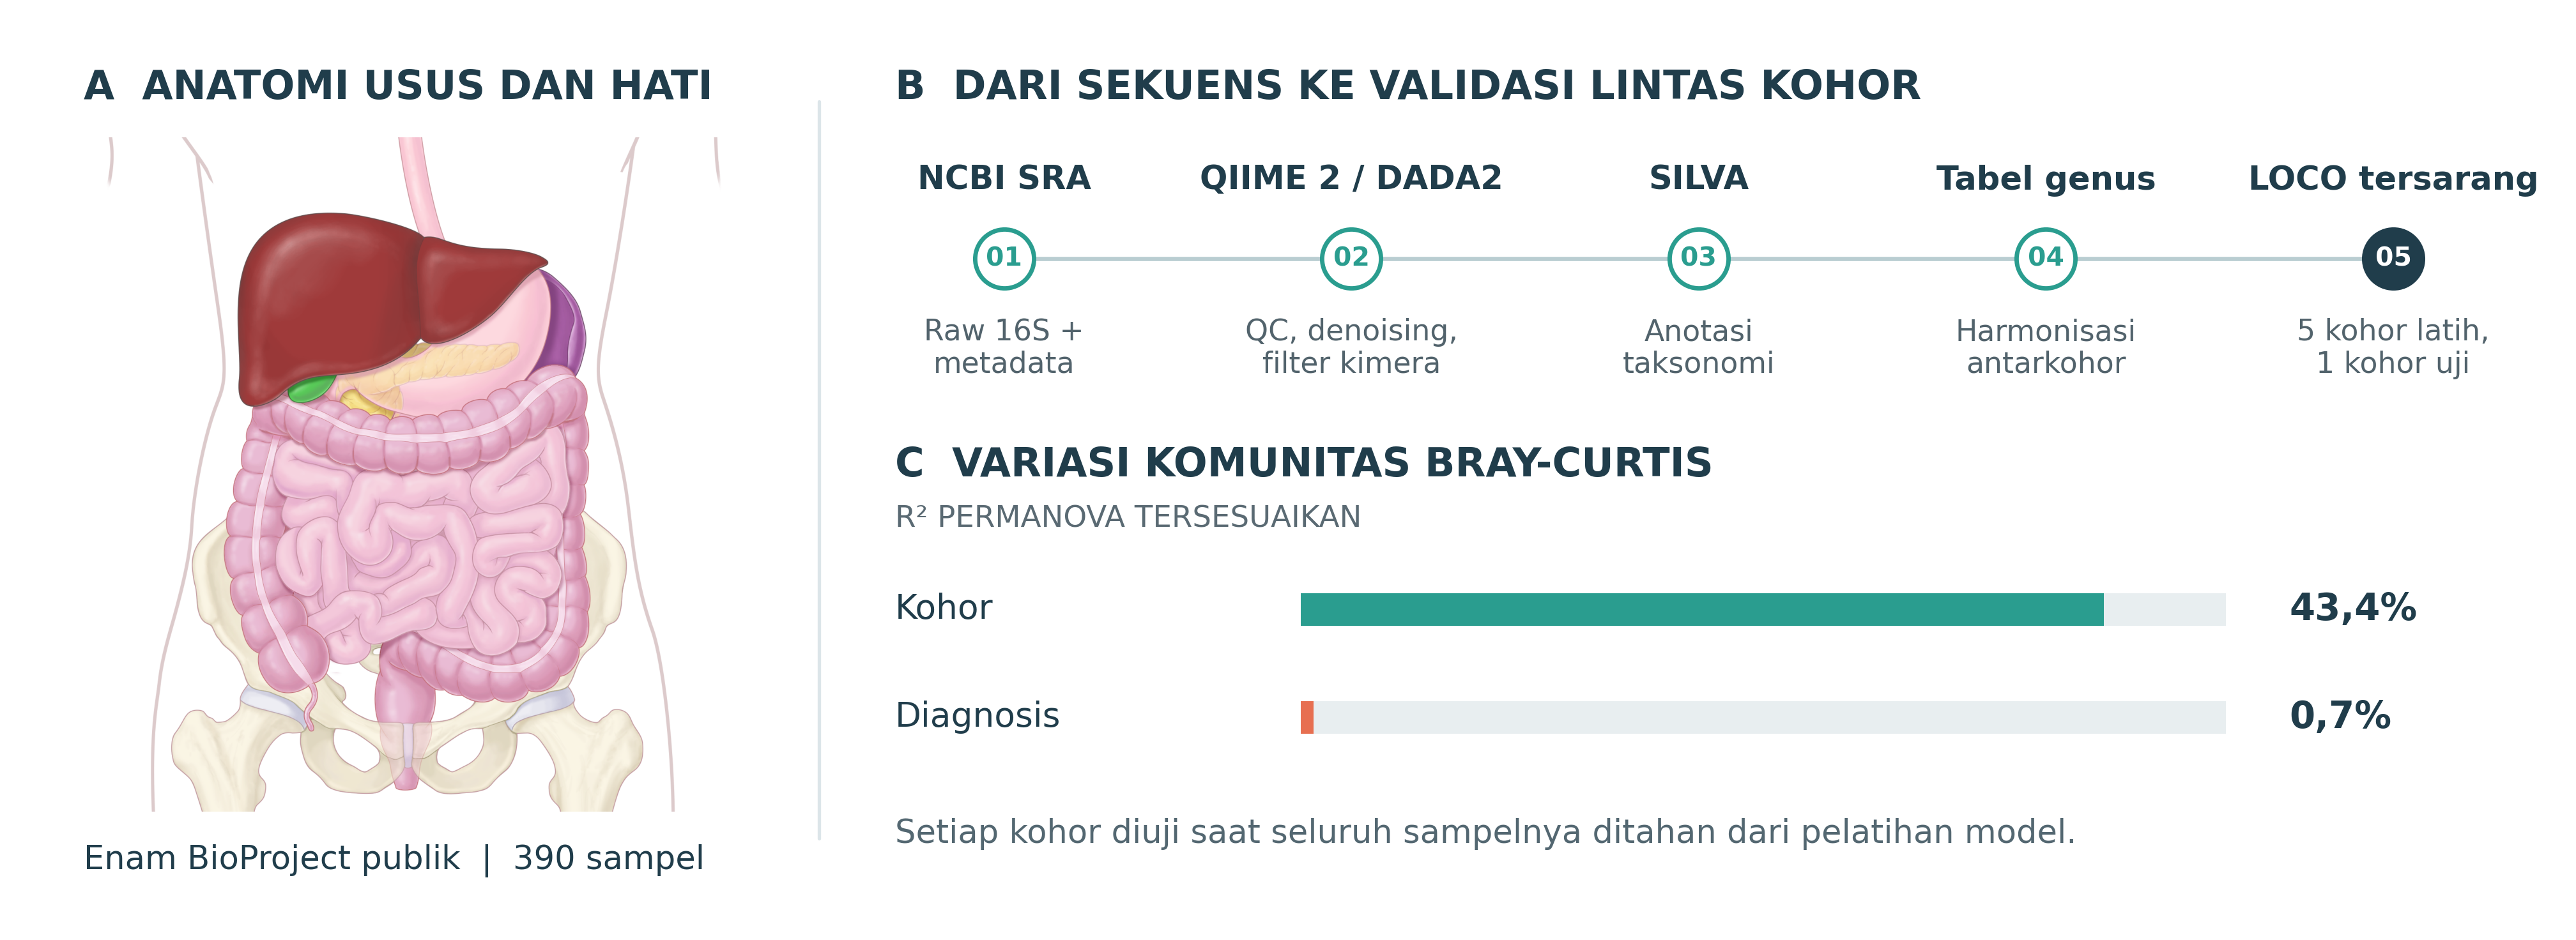 A ANATOMI USUS DAN HATI
Enam BioProject publik | 390 sampel
B DARI SEKUENS KE VALIDASI LINTAS KOHOR
NCBI SRA
01
Raw 16S +
metadata
QIIME 2 / DADA2
02
QC, denoising,
filter kimera
SILVA
03
Anotasi
taksonomi
Tabel genus
04
Harmonisasi
antarkohor
LOCO tersarang
05
5 kohor latih,
1 kohor uji
C VARIASI KOMUNITAS BRAY-CURTIS
R² PERMANOVA TERSESUAIKAN
Kohor 43,4%
Diagnosis 0,7%
Setiap kohor diuji saat seluruh sampelnya ditahan dari pelatihan model.